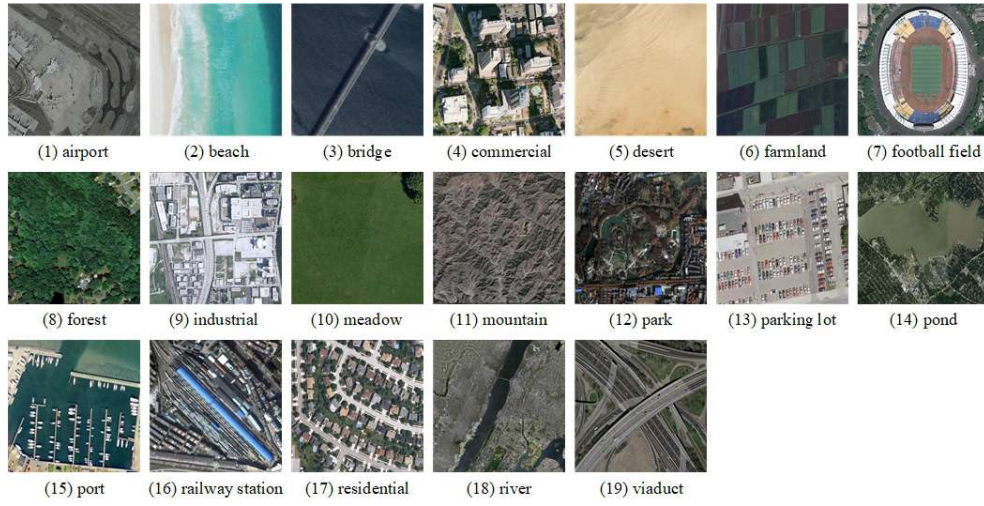 (1) airport (2) beach (3) bridge (4) commercial (5) desert (6) farmland (7) football field
(8) forest (9) industrial (10) meadow (11) mountain (12) park (13) parking lot (14) pond
(15) port (16) railway station (17) residential (18) river (19) viaduct